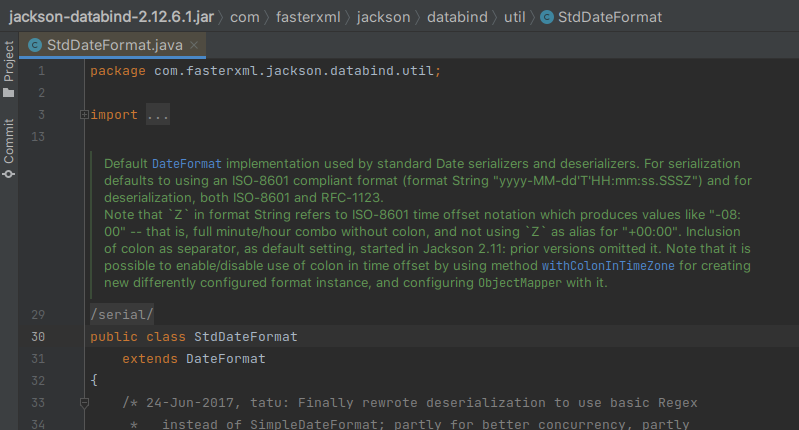 jackson-databind-2.12.6.1.jar › com › fasterxml › jackson › databind › util › StdDateFormat
StdDateFormat.java
Project
Commit
1 package com.fasterxml.jackson.databind.util;
2
3 import ...
13
Default DateFormat implementation used by standard Date serializers and deserializers. For serialization
defaults to using an ISO-8601 compliant format (format String "yyyy-MM-dd'T'HH:mm:ss.SSSZ") and for
deserialization, both ISO-8601 and RFC-1123.
Note that `Z` in format String refers to ISO-8601 time offset notation which produces values like "-08:
00" -- that is, full minute/hour combo without colon, and not using `Z` as alias for "+00:00". Inclusion
of colon as separator, as default setting, started in Jackson 2.11: prior versions omitted it. Note that it is
possible to enable/disable use of colon in time offset by using method withColonInTimeZone for creating
new differently configured format instance, and configuring ObjectMapper with it.
29 /serial/
30 public class StdDateFormat
31 extends DateFormat
32 {
33 /* 24-Jun-2017, tatu: Finally rewrote deserialization to use basic Regex
34 * instead of SimpleDateFormat; partly for better concurrency, partly